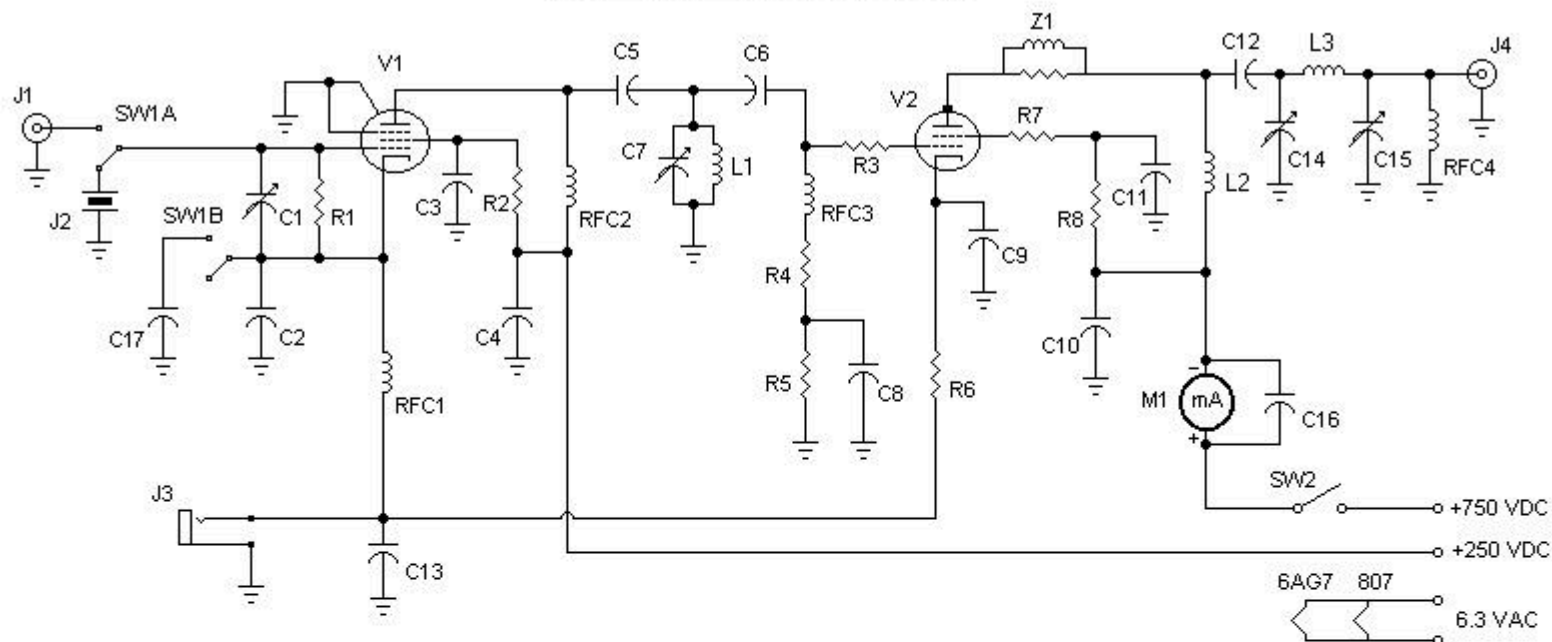 Z1
C12
L3
J4
C5
C6
V1
J1
SW1A
V2
R7
C7
L1
R3
C14
C15
RFC4
J2
SW1B
C1
R1
C3
R2
RFC2
RFC3
R8
C11
L2
C9
R4
C17
C2
C4
C10
RFC1
R5
C8
R6
M1
−
mA
+
C16
J3
SW2
+750 VDC
+250 VDC
C13
6AG7
807
6.3 VAC